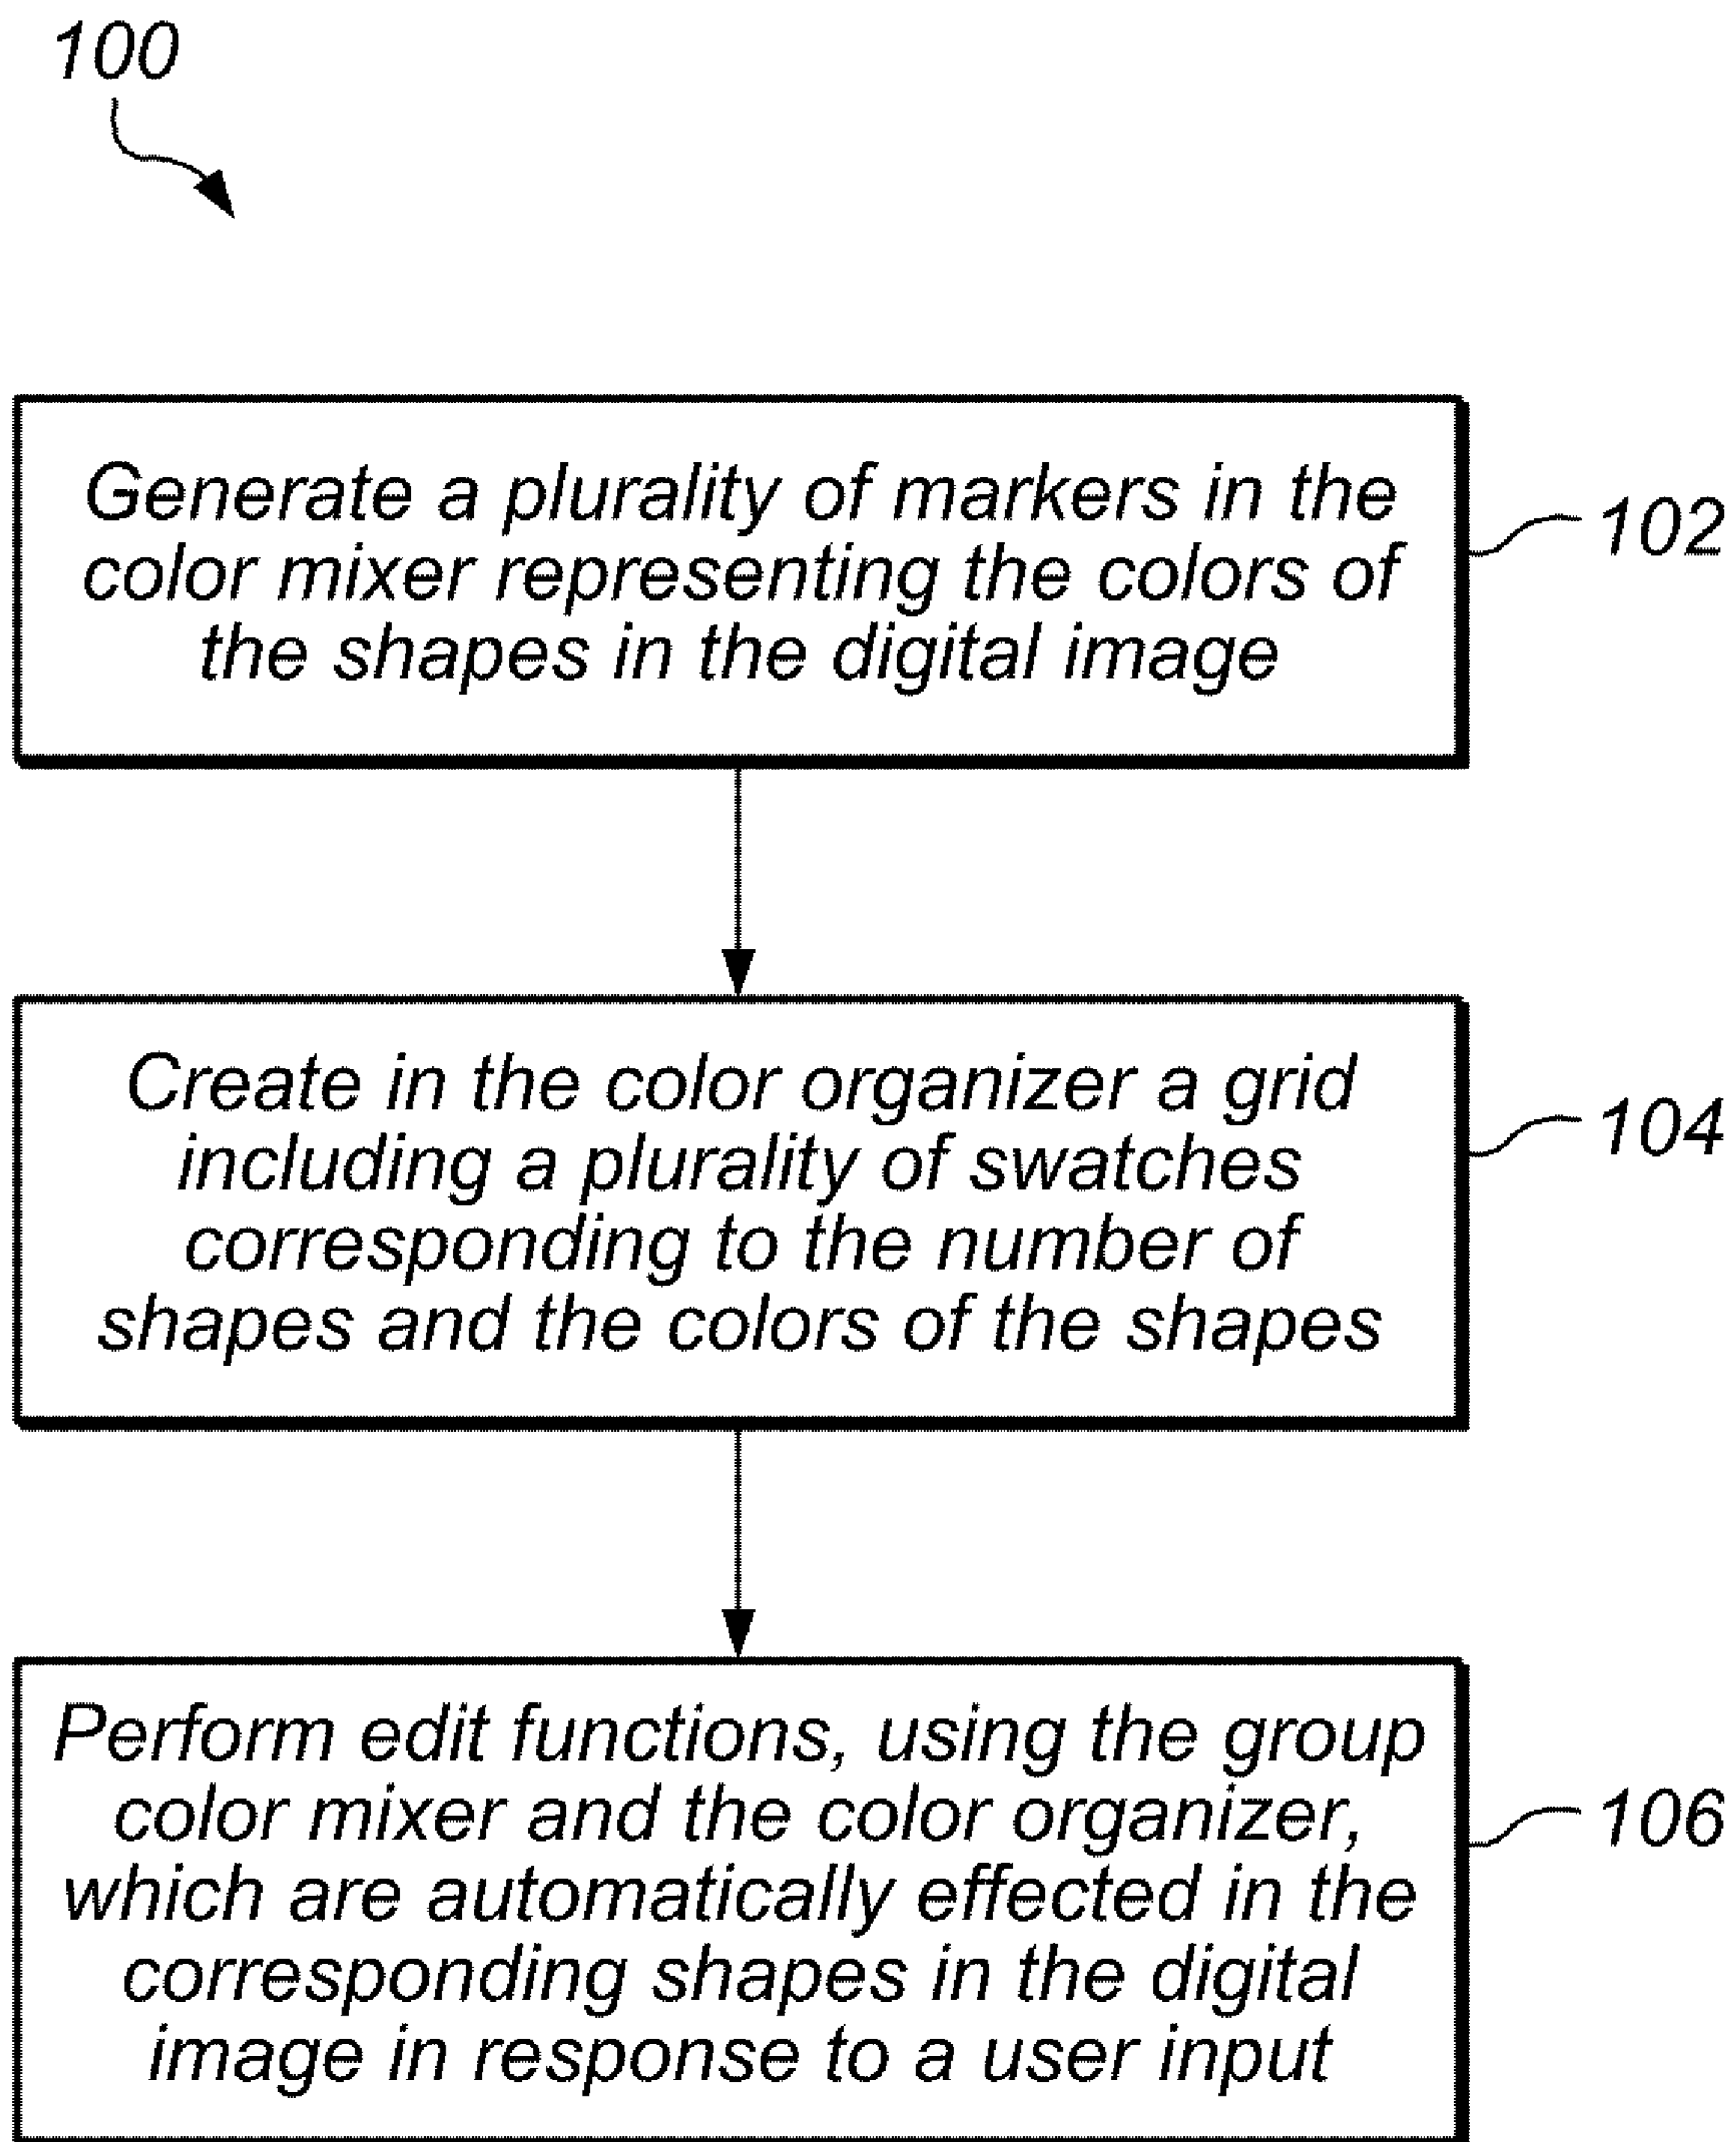 100
Generate a plurality of markers in the
color mixer representing the colors of
the shapes in the digital image
102
Create in the color organizer a grid
including a plurality of swatches
corresponding to the number of
shapes and the colors of the shapes
104
Perform edit functions, using the group
color mixer and the color organizer,
which are automatically effected in the
corresponding shapes in the digital
image in response to a user input
106